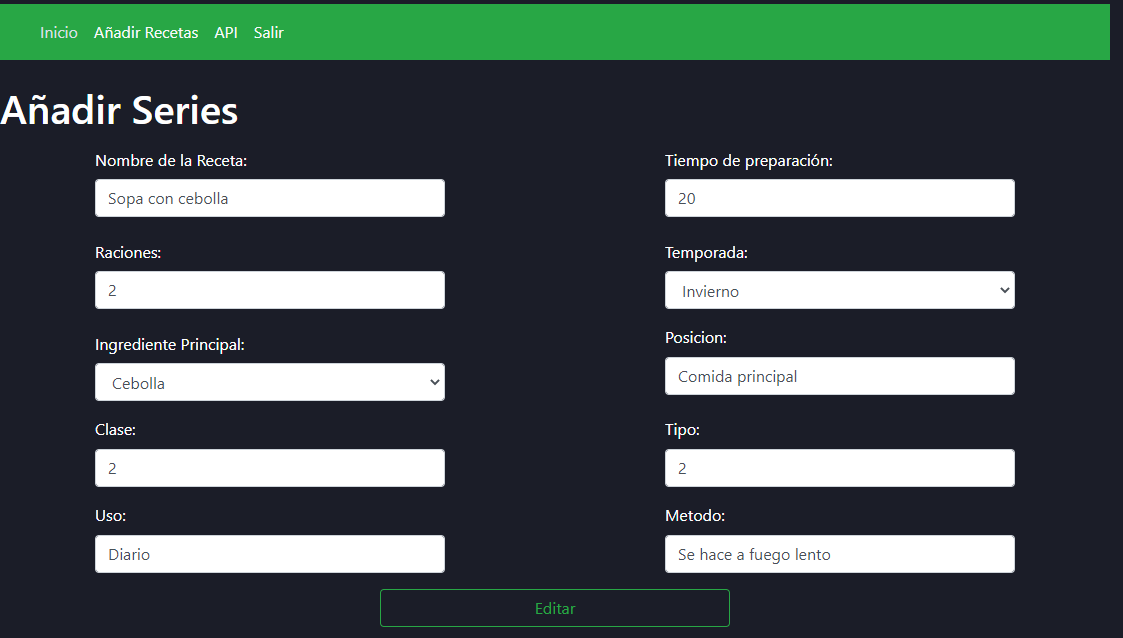 Inicio Añadir Recetas API Salir
Añadir Series
Nombre de la Receta: Tiempo de preparación:
Sopa con cebolla 20
Raciones: Temporada:
2 Invierno
Ingrediente Principal: Posicion:
Cebolla Comida principal
Clase: Tipo:
2 2
Uso: Metodo:
Diario Se hace a fuego lento
Editar